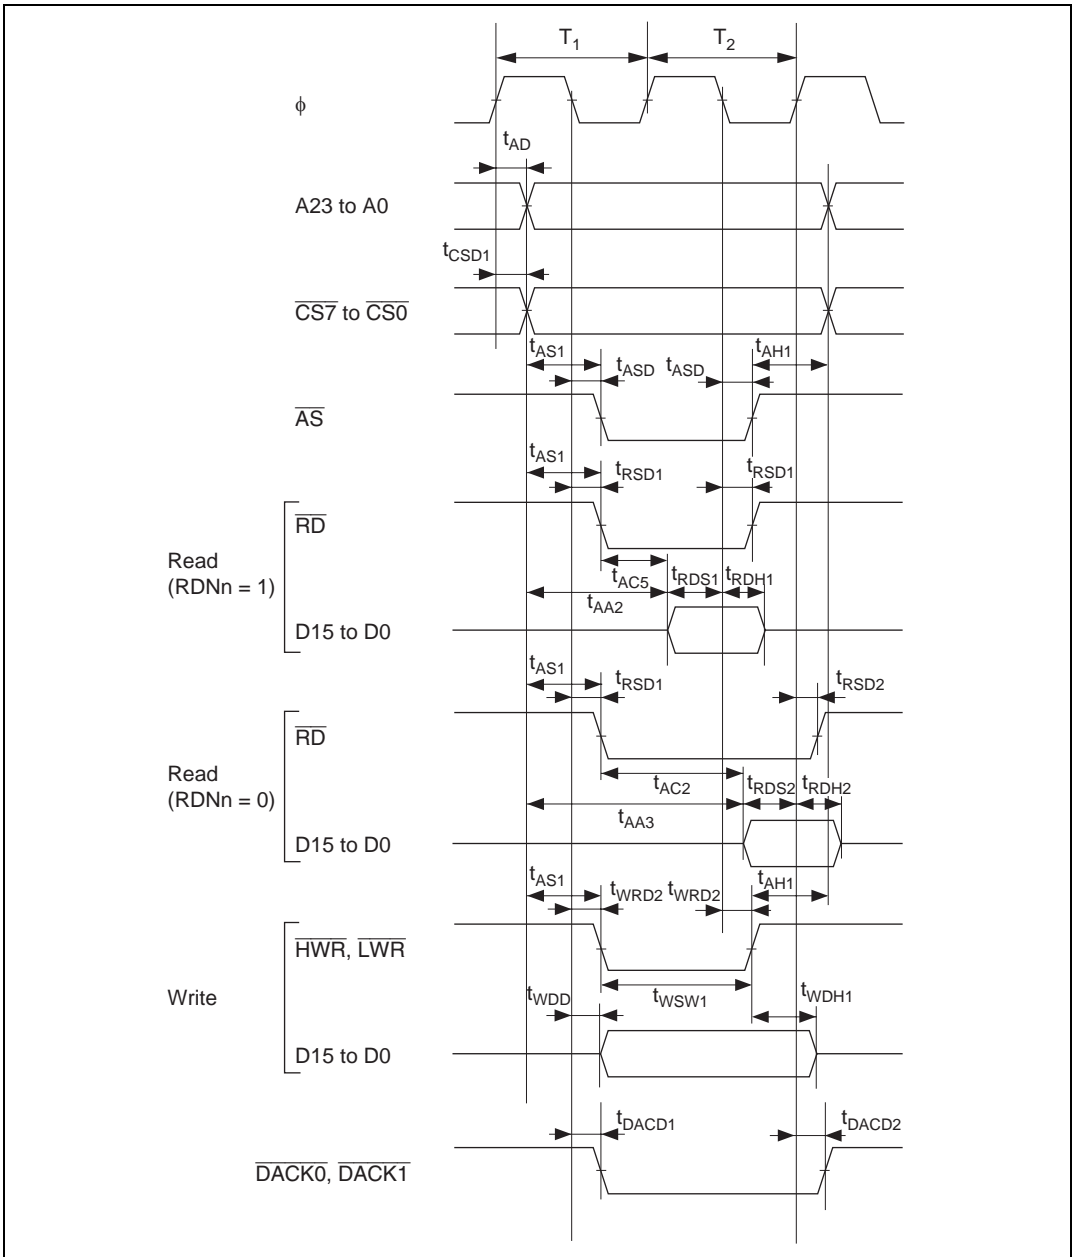 T1 T2
φ
tAD
A23 to A0
tCSD1
CS7 to CS0
tAS1 tASD tASD tAH1
AS
tAS1 tRSD1 tRSD1
RD
Read
(RDNn = 1)
tAC5 tRDS1 tRDH1
tAA2
D15 to D0
tAS1 tRSD1 tRSD2
RD
Read
(RDNn = 0)
tAC2 tRDS2 tRDH2
tAA3
D15 to D0
tAS1 tWRD2 tWRD2 tAH1
HWR, LWR
Write
tWDD tWSW1 tWDH1
D15 to D0
tDACD1 tDACD2
DACK0, DACK1